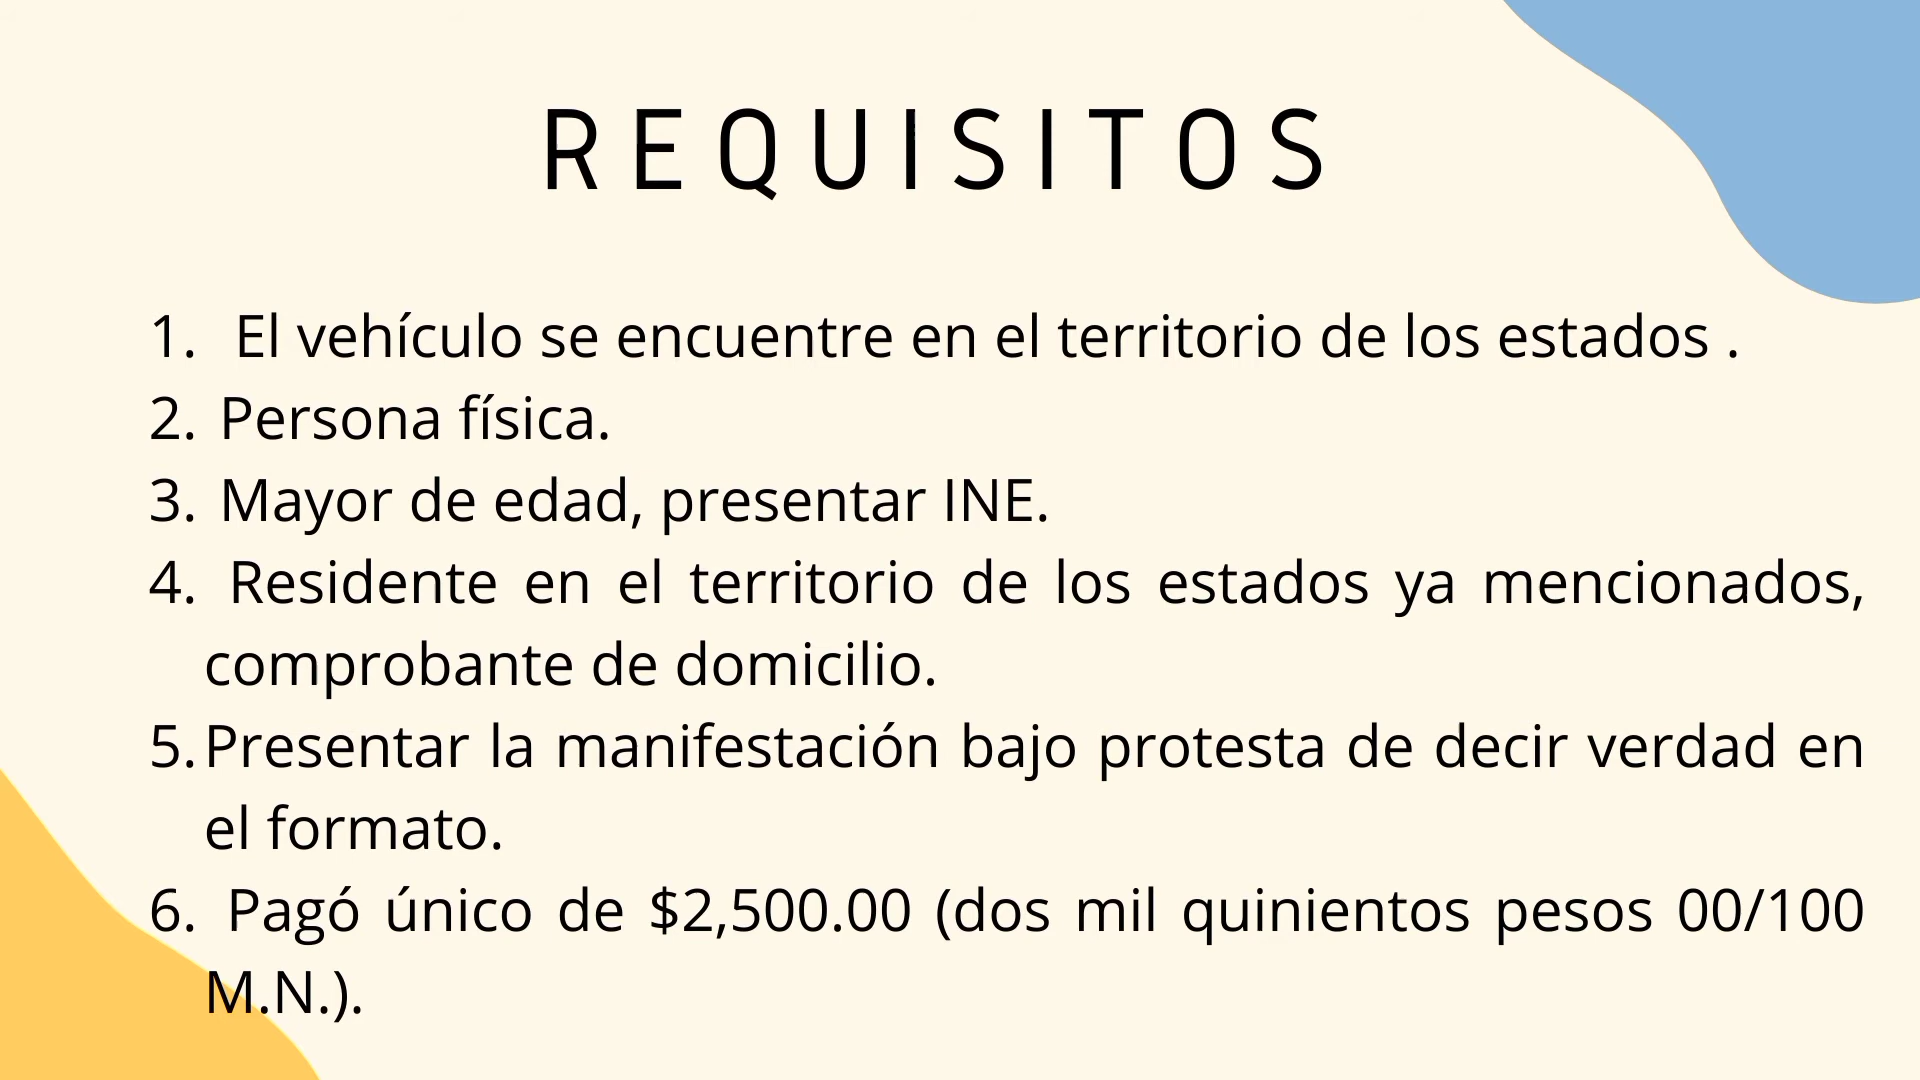 REQUISITOS
1. El vehículo se encuentre en el territorio de los estados .
2. Persona física.
3. Mayor de edad, presentar INE.
4. Residente en el territorio de los estados ya mencionados,
comprobante de domicilio.
5. Presentar la manifestación bajo protesta de decir verdad en
el formato.
6. Pagó único de $2,500.00 (dos mil quinientos pesos 00/100
M.N.).